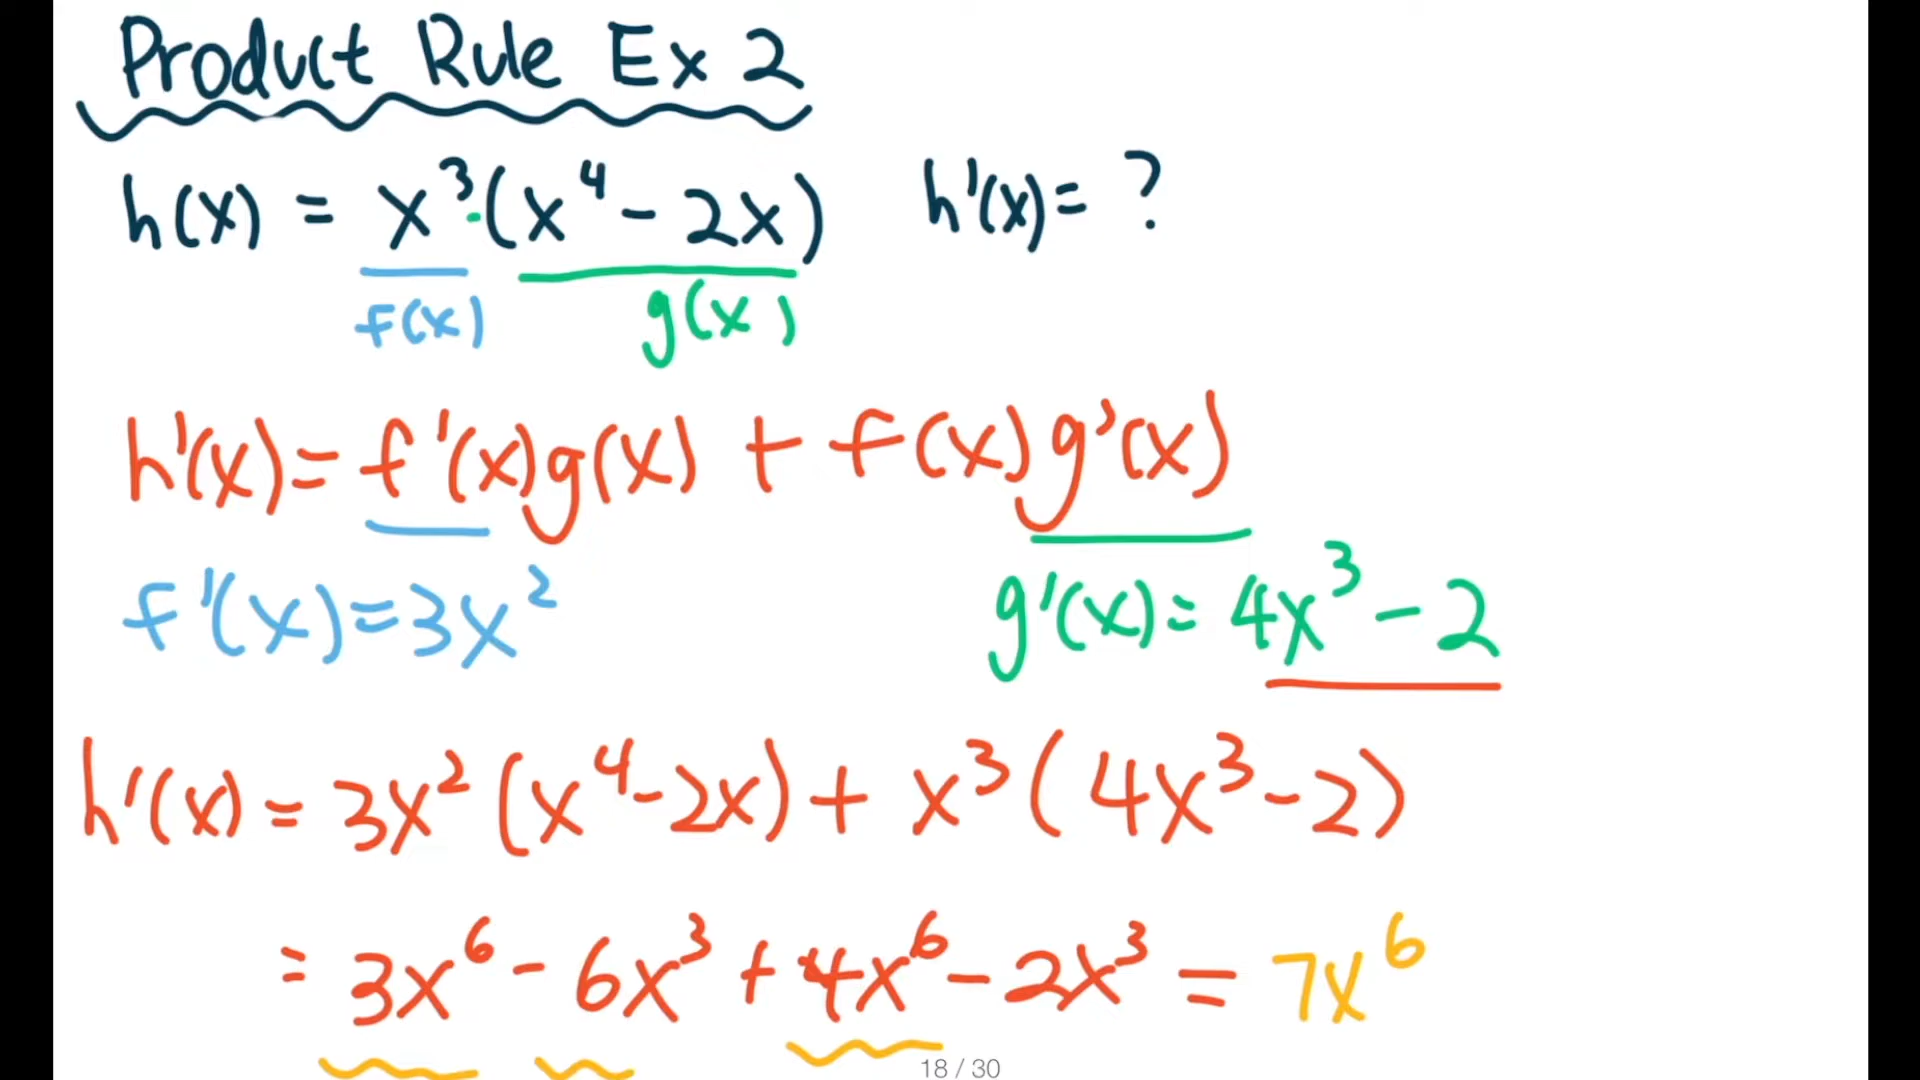 Product Rule Ex 2
h(x) = x³·(x⁴ - 2x) h'(x) = ?
f(x) g(x)
h'(x) = f'(x)g(x) + f(x)g'(x)
f'(x) = 3x² g'(x) = 4x³ - 2
h'(x) = 3x² (x⁴ - 2x) + x³ (4x³ - 2)
= 3x⁶ - 6x³ + 4x⁶ - 2x³ = 7x⁶
18 / 30